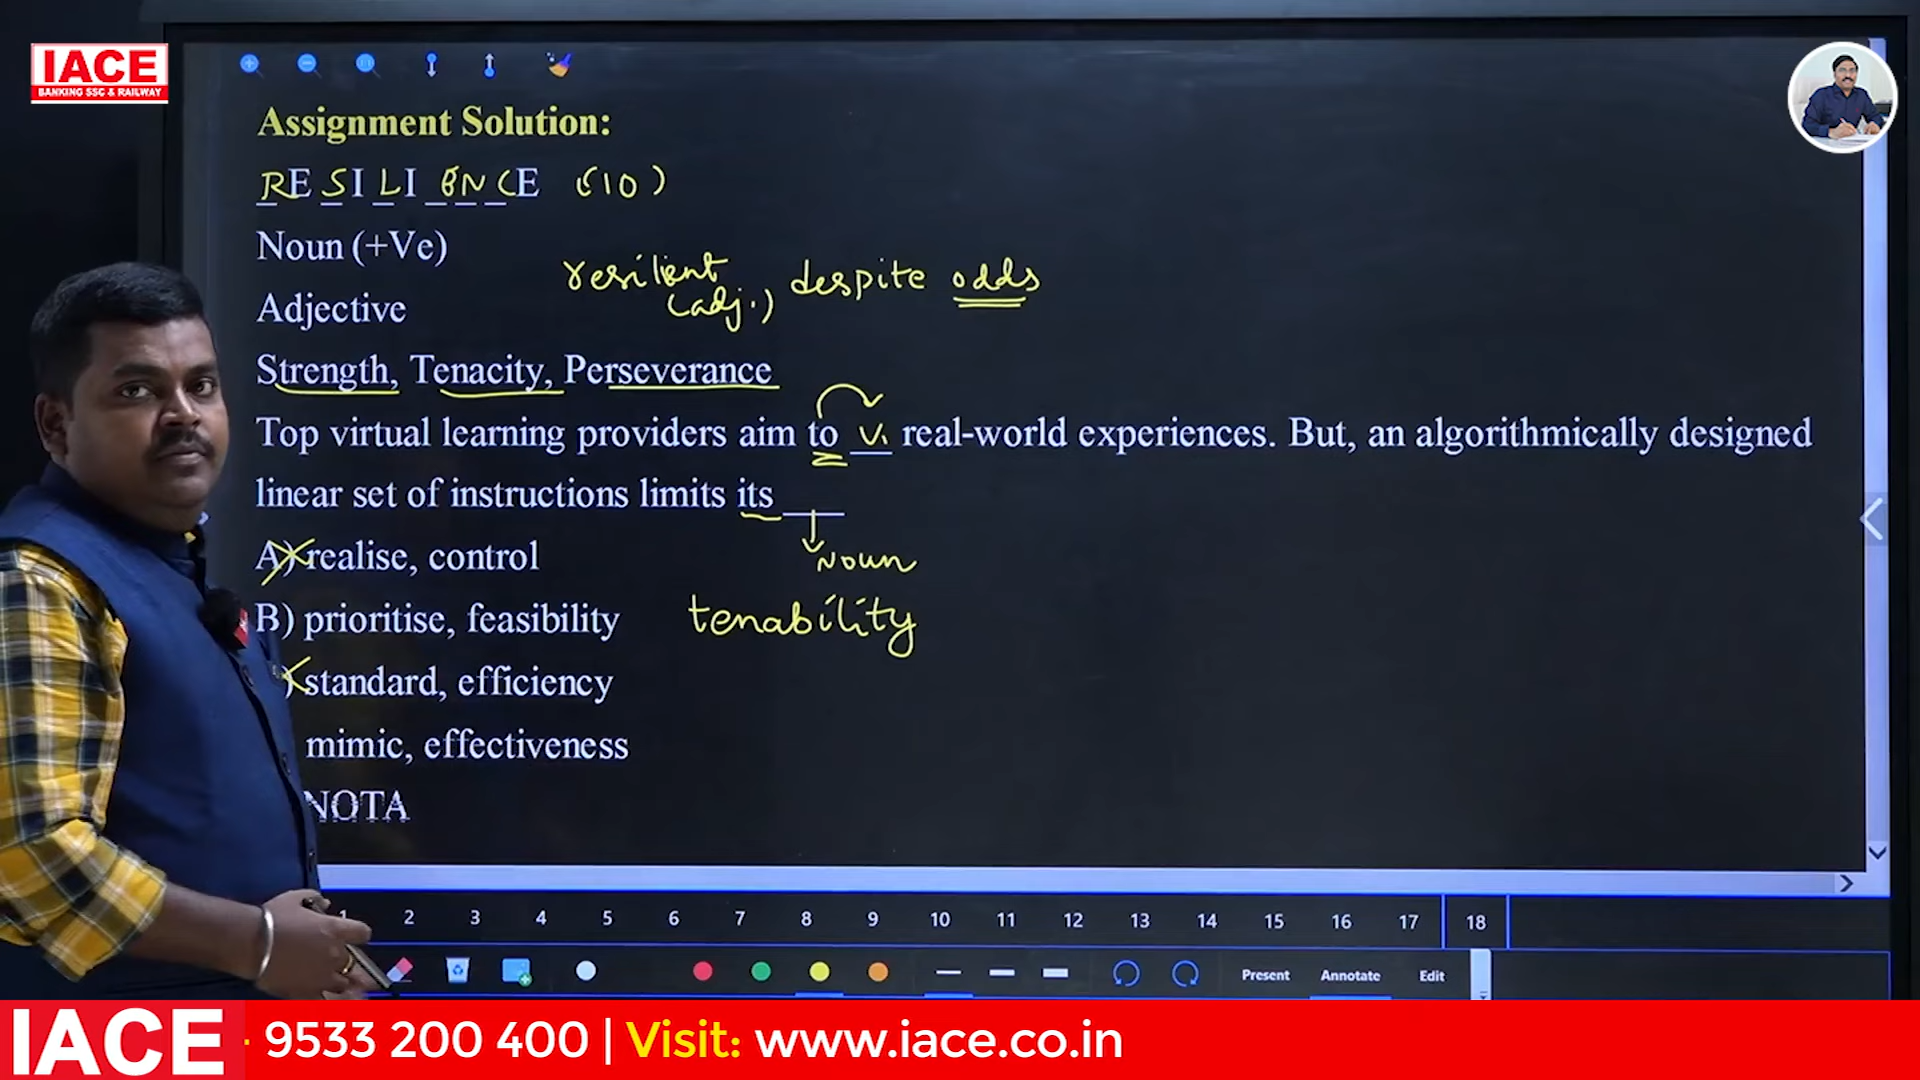 IACE
BANKING SSC & RAILWAY
Assignment Solution:
RESILIENCE (10)
Noun (+Ve)
resilient despite odds
(adj.)
Adjective
Strength, Tenacity, Perseverance
Top virtual learning providers aim to V. real-world experiences. But, an algorithmically designed
linear set of instructions limits its
Noun
A) realise, control
B) prioritise, feasibility tenability
) standard, efficiency
mimic, effectiveness
NOTA
1 2 3 4 5 6 7 8 9 10 11 12 13 14 15 16 17 18
Present Annotate Edit
IACE 9533 200 400 | Visit: www.iace.co.in